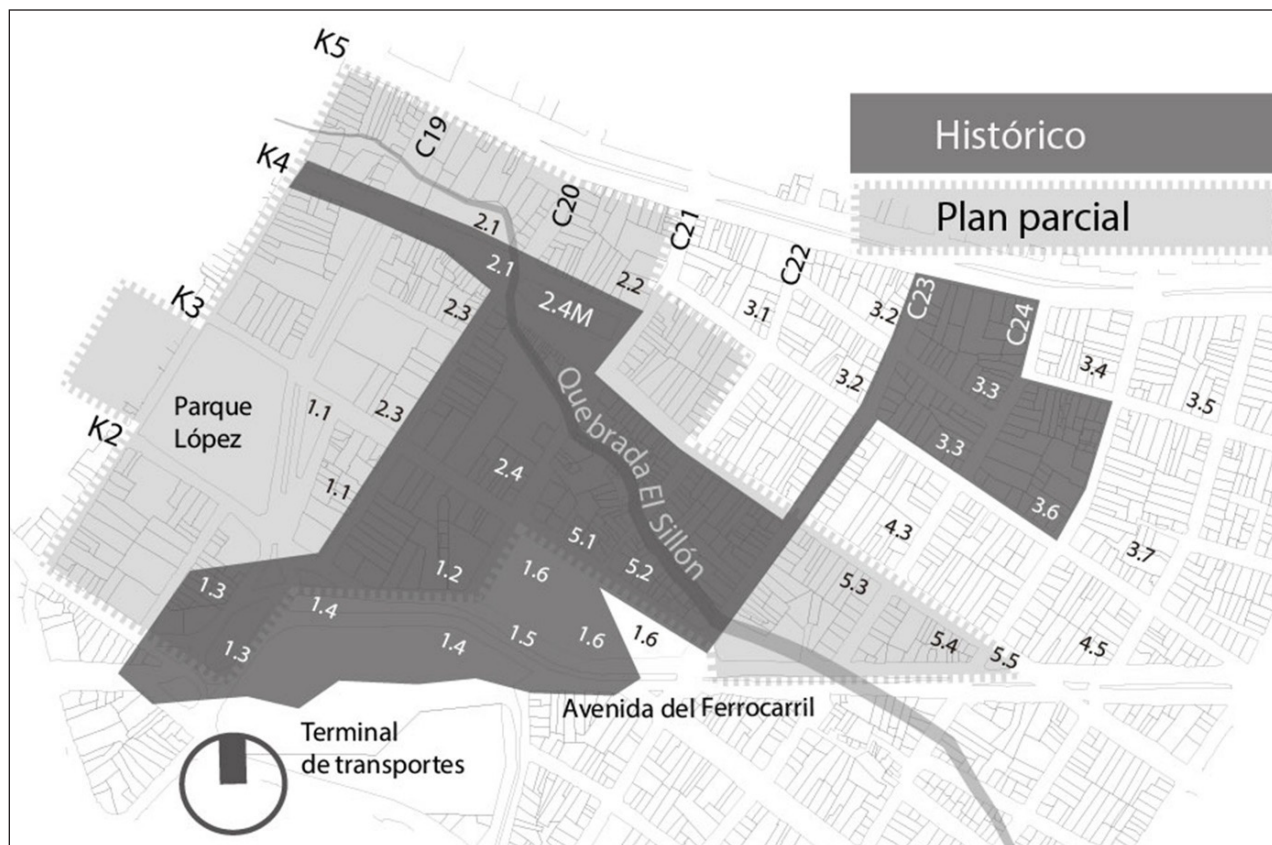 K5
K4
K3
K2
C19
C20
C21
C22
C23
C24
Histórico
Plan parcial
2.1
2.1
2.2
2.4M
2.3
3.1
3.2
3.2
3.3
3.4
3.5
3.3
3.6
3.7
Parque
López
1.1
2.3
1.1
2.4
Quebrada El Sillón
4.3
5.1
5.2
5.3
5.4
5.5
4.5
1.2
1.6
1.3
1.4
1.3
1.4
1.5
1.6
1.6
Avenida del Ferrocarril
Terminal
de transportes